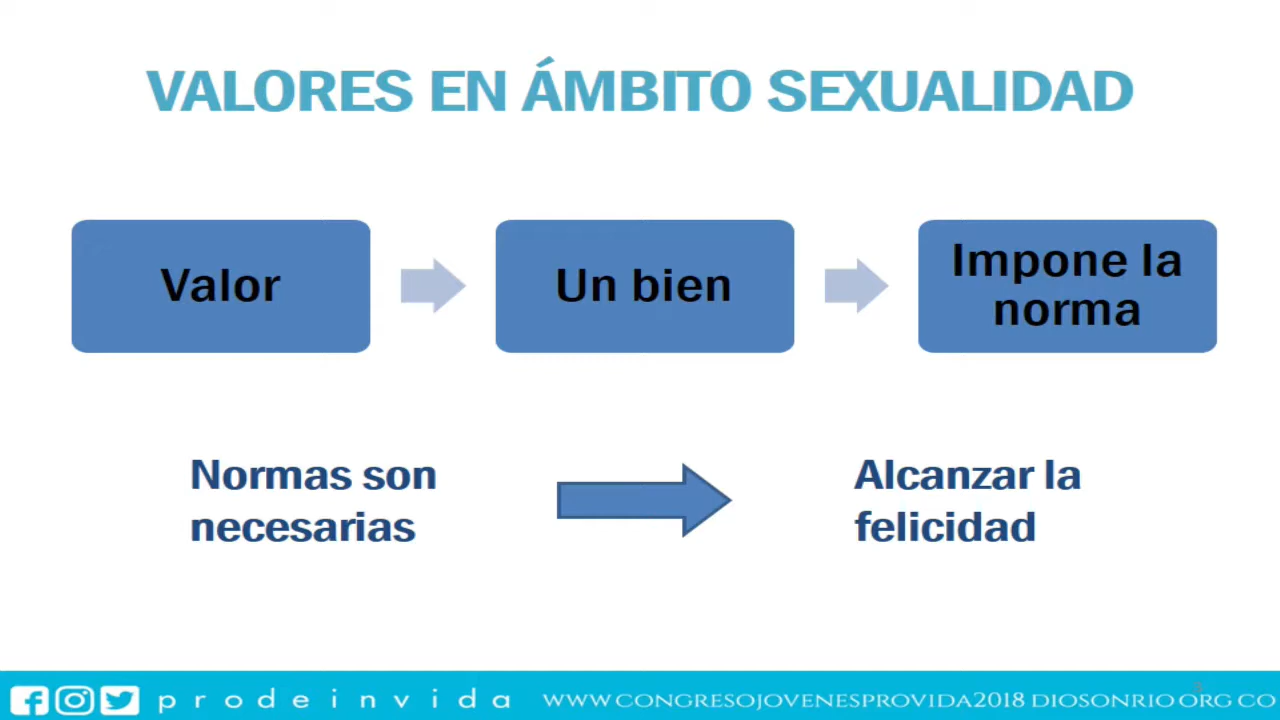 VALORES EN ÁMBITO SEXUALIDAD
Valor
Un bien
Impone la
norma
Normas son
necesarias
Alcanzar la
felicidad
prodeinvida
WWW.CONGRESOJOVENESPROVIDA2018 DIOSONRIO ORG CO